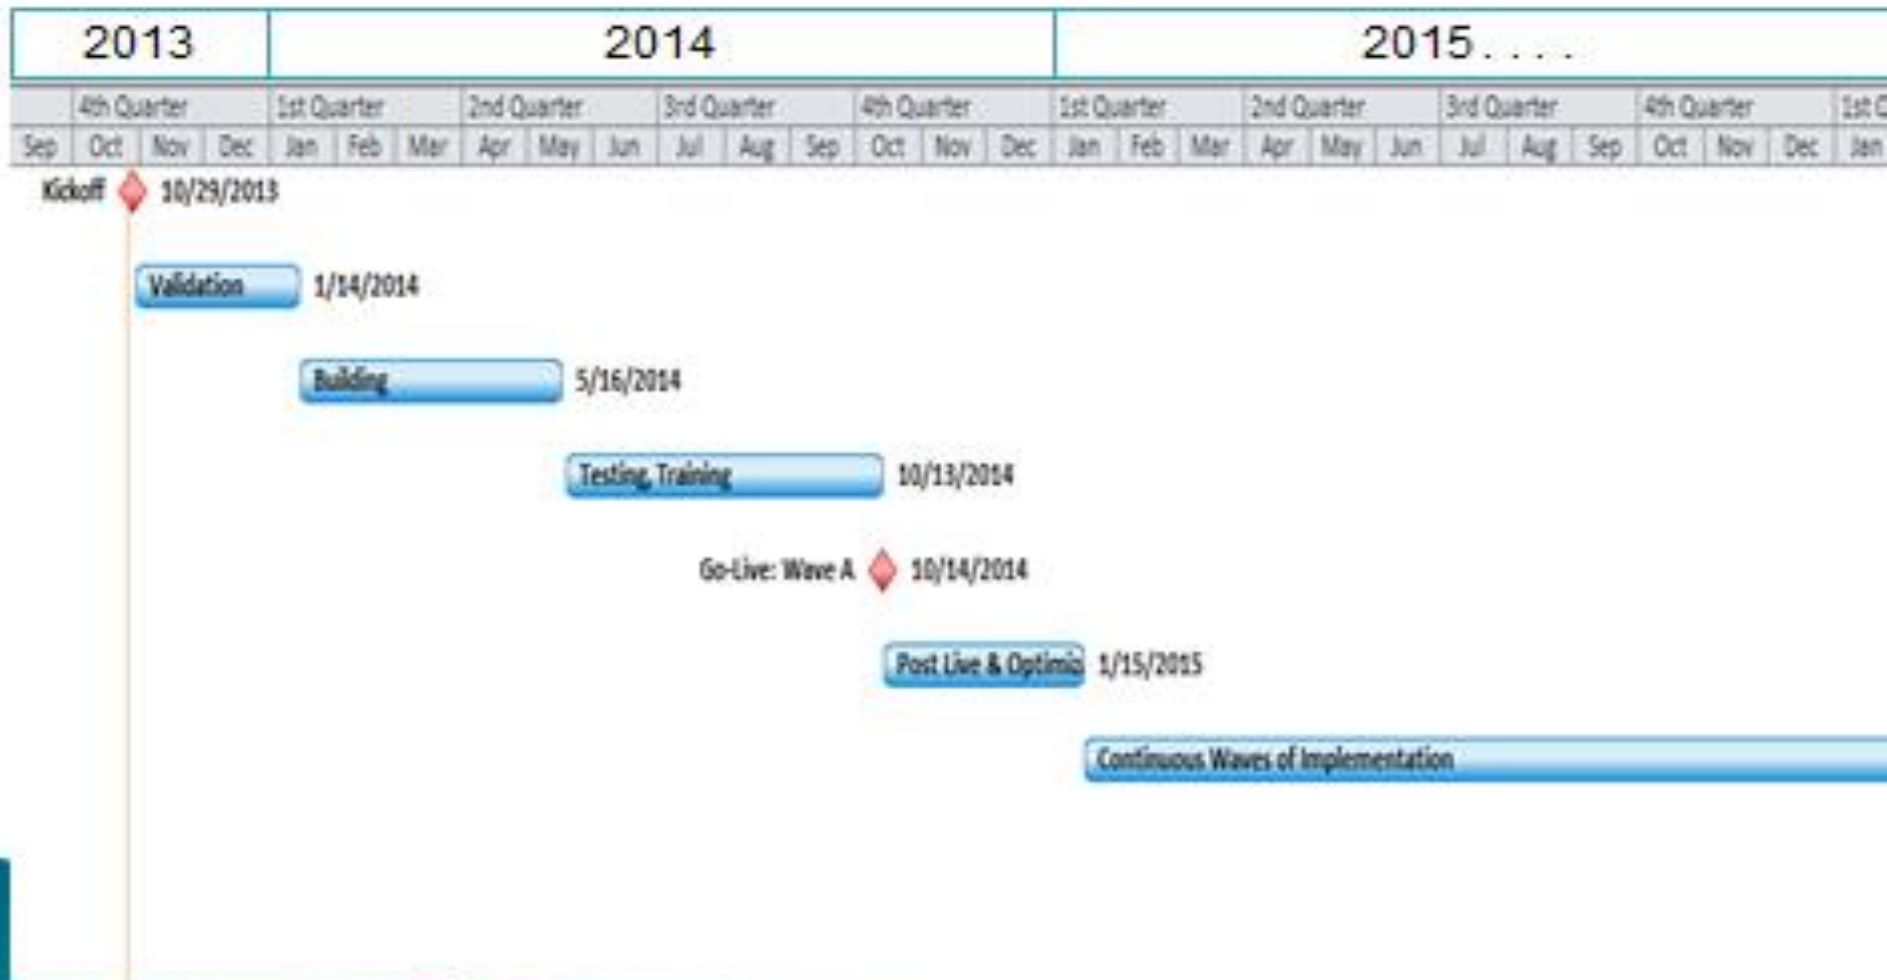 2013 2014 2015....
4th Quarter 1st Quarter 2nd Quarter 3rd Quarter 4th Quarter 1st Quarter 2nd Quarter 3rd Quarter 4th Quarter 1st Q
Sep Oct Nov Dec Jan Feb Mar Apr May Jun Jul Aug Sep Oct Nov Dec Jan Feb Mar Apr May Jun Jul Aug Sep Oct Nov Dec Jan
Kickoff 10/29/2013
Validation 1/14/2014
Building 5/16/2014
Testing, Training 10/13/2014
Go-Live: Wave A 10/14/2014
Post Live & Optimiz 1/15/2015
Continuous Waves of Implementation